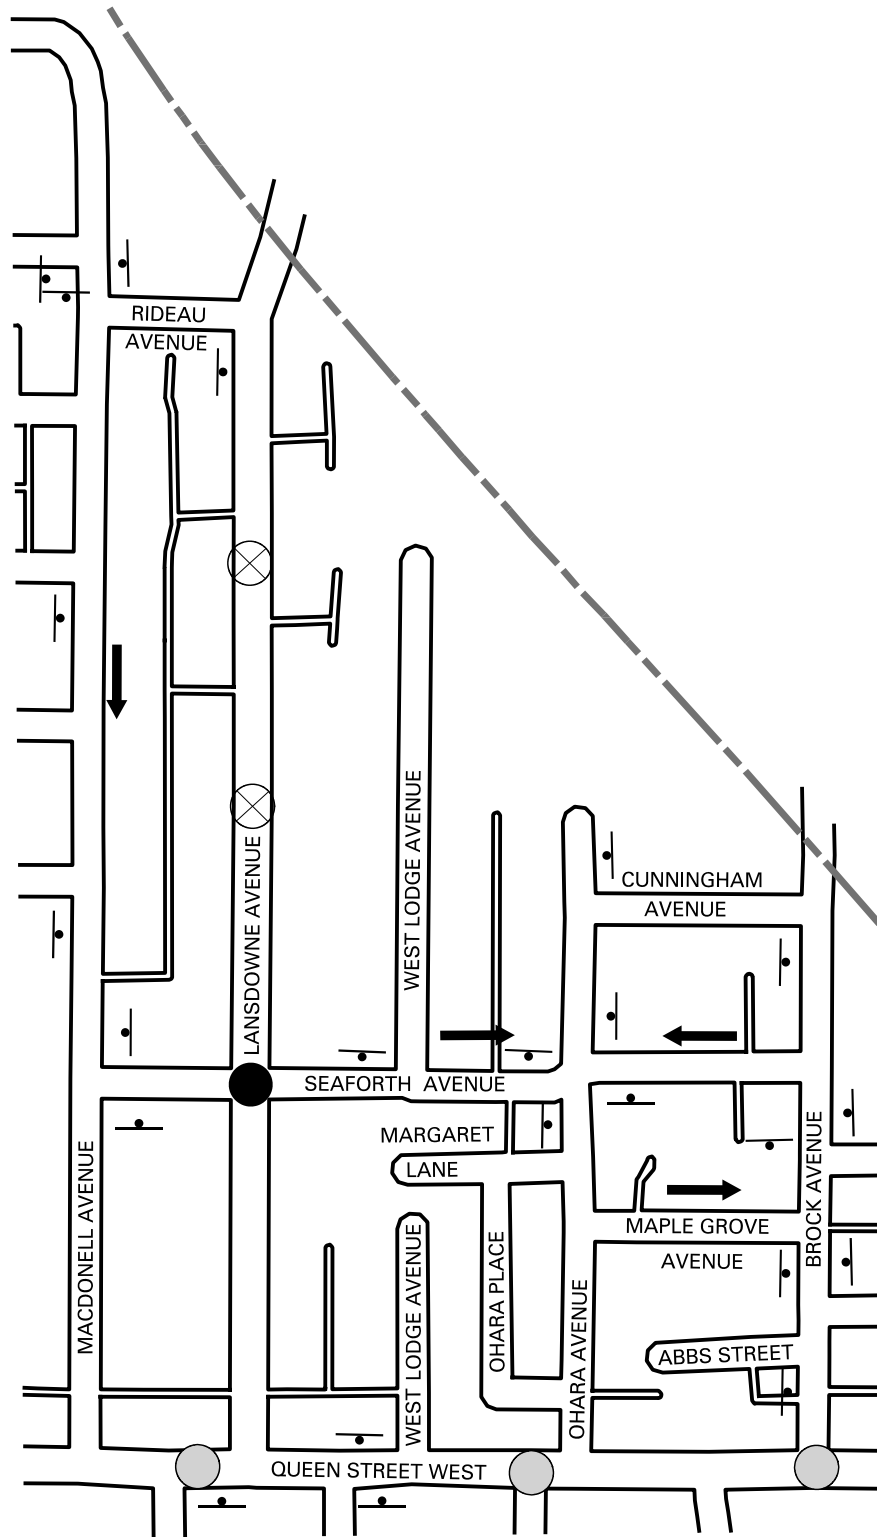 RIDEAU
AVENUE
WEST LODGE AVENUE
LANSDOWNE AVENUE
CUNNINGHAM
AVENUE
SEAFORTH AVENUE
MARGARET
LANE
MACDONELL AVENUE
WEST LODGE AVENUE
OHARA PLACE
OHARA AVENUE
BROCK AVENUE
MAPLE GROVE
AVENUE
ABBS STREET
QUEEN STREET WEST